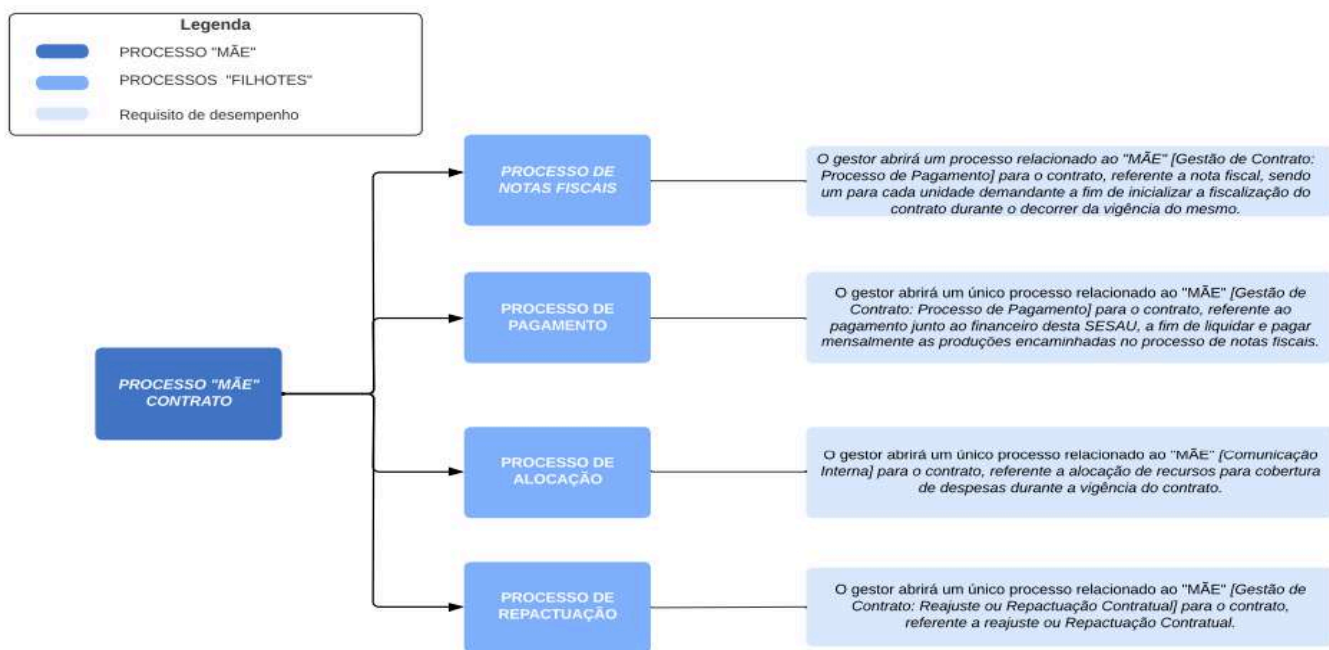 Legenda
PROCESSO "MÃE"
PROCESSOS "FILHOTES"
Requisito de desempenho
PROCESSO "MÃE"
CONTRATO
PROCESSO DE
NOTAS FISCAIS
O gestor abrirá um processo relacionado ao "MÃE" [Gestão de Contrato:
Processo de Pagamento] para o contrato, referente a nota fiscal, sendo
um para cada unidade demandante a fim de inicializar a fiscalização do
contrato durante o decorrer da vigência do mesmo.
PROCESSO DE
PAGAMENTO
O gestor abrirá um único processo relacionado ao "MÃE" [Gestão de
Contrato: Processo de Pagamento] para o contrato, referente ao
pagamento junto ao financeiro desta SESAU, a fim de liquidar e pagar
mensalmente as produções encaminhadas no processo de notas fiscais.
PROCESSO DE
ALOCAÇÃO
O gestor abrirá um único processo relacionado ao "MÃE" [Comunicação
Interna] para o contrato, referente a alocação de recursos para cobertura
de despesas durante a vigência do contrato.
PROCESSO DE
REPACTUAÇÃO
O gestor abrirá um único processo relacionado ao "MÃE" [Gestão de
Contrato: Reajuste ou Repactuação Contratual] para o contrato,
referente a reajuste ou Repactuação Contratual.